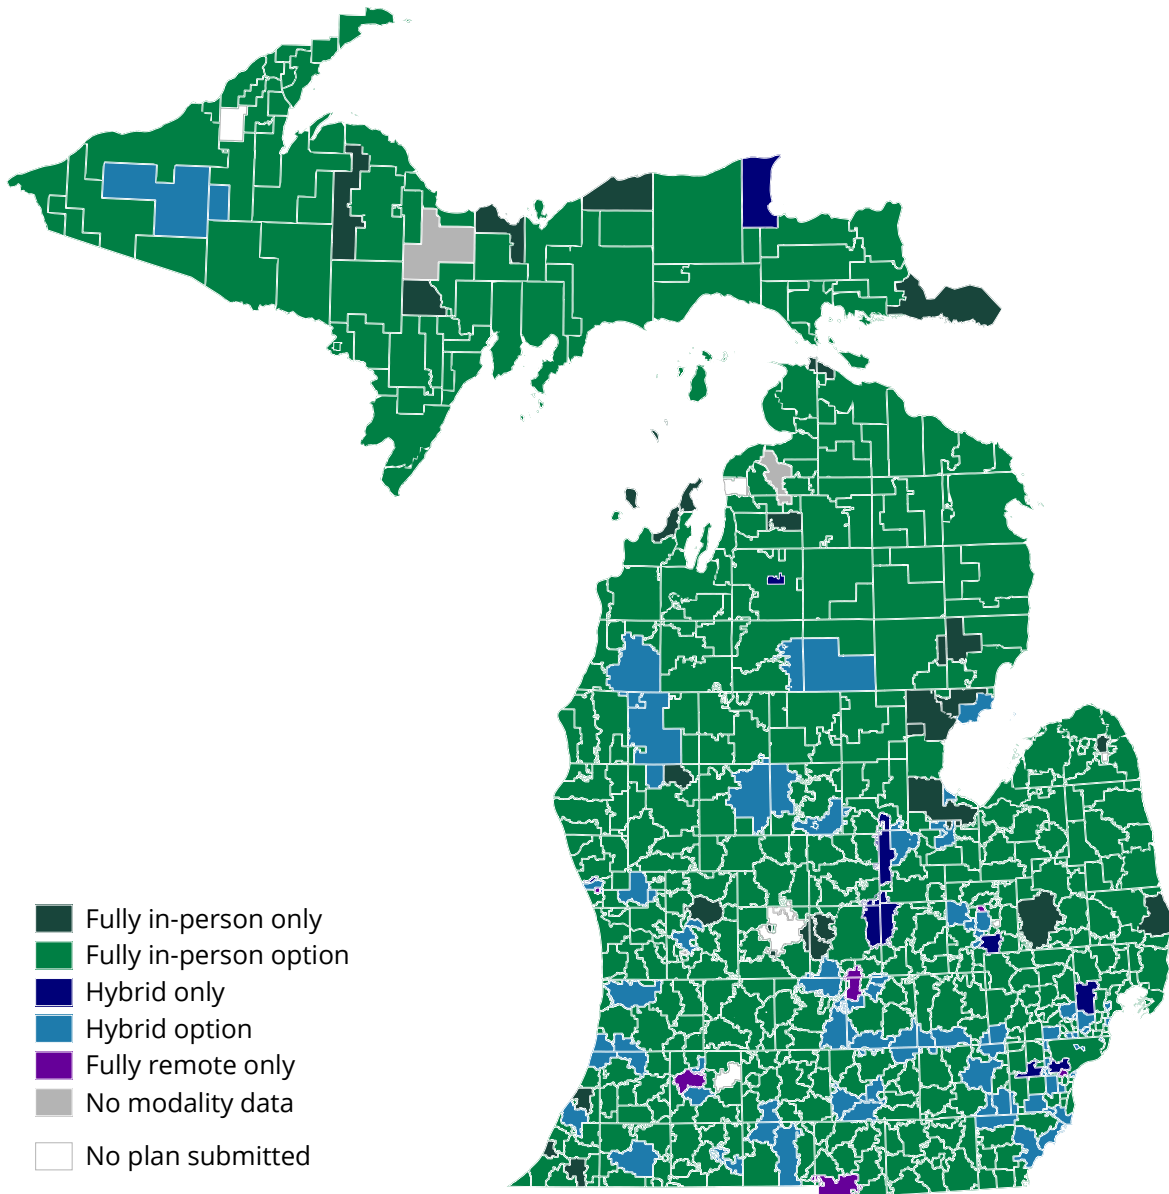 Fully in-person only
Fully in-person option
Hybrid only
Hybrid option
Fully remote only
No modality data
No plan submitted